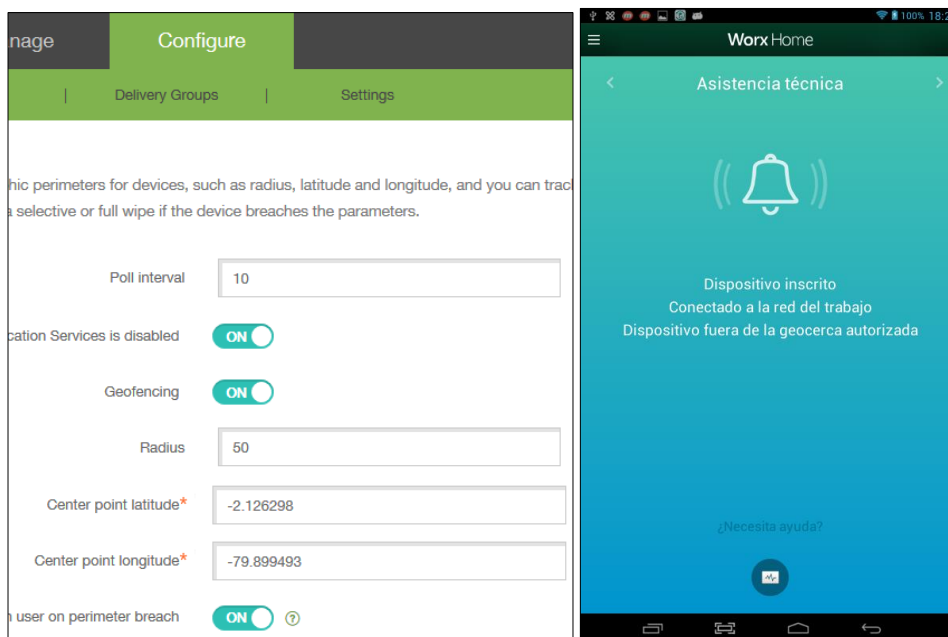 nage
Configure
|
Delivery Groups
|
Settings
hic perimeters for devices, such as radius, latitude and longitude, and you can trac
a selective or full wipe if the device breaches the parameters.
Poll interval
10
cation Services is disabled
ON
Geofencing
ON
Radius
50
Center point latitude*
-2.126298
Center point longitude*
-79.899493
n user on perimeter breach
ON
?
100% 18:2
Worx Home
Asistencia técnica
Dispositivo inscrito
Conectado a la red del trabajo
Dispositivo fuera de la geocerca autorizada
¿Necesita ayuda?